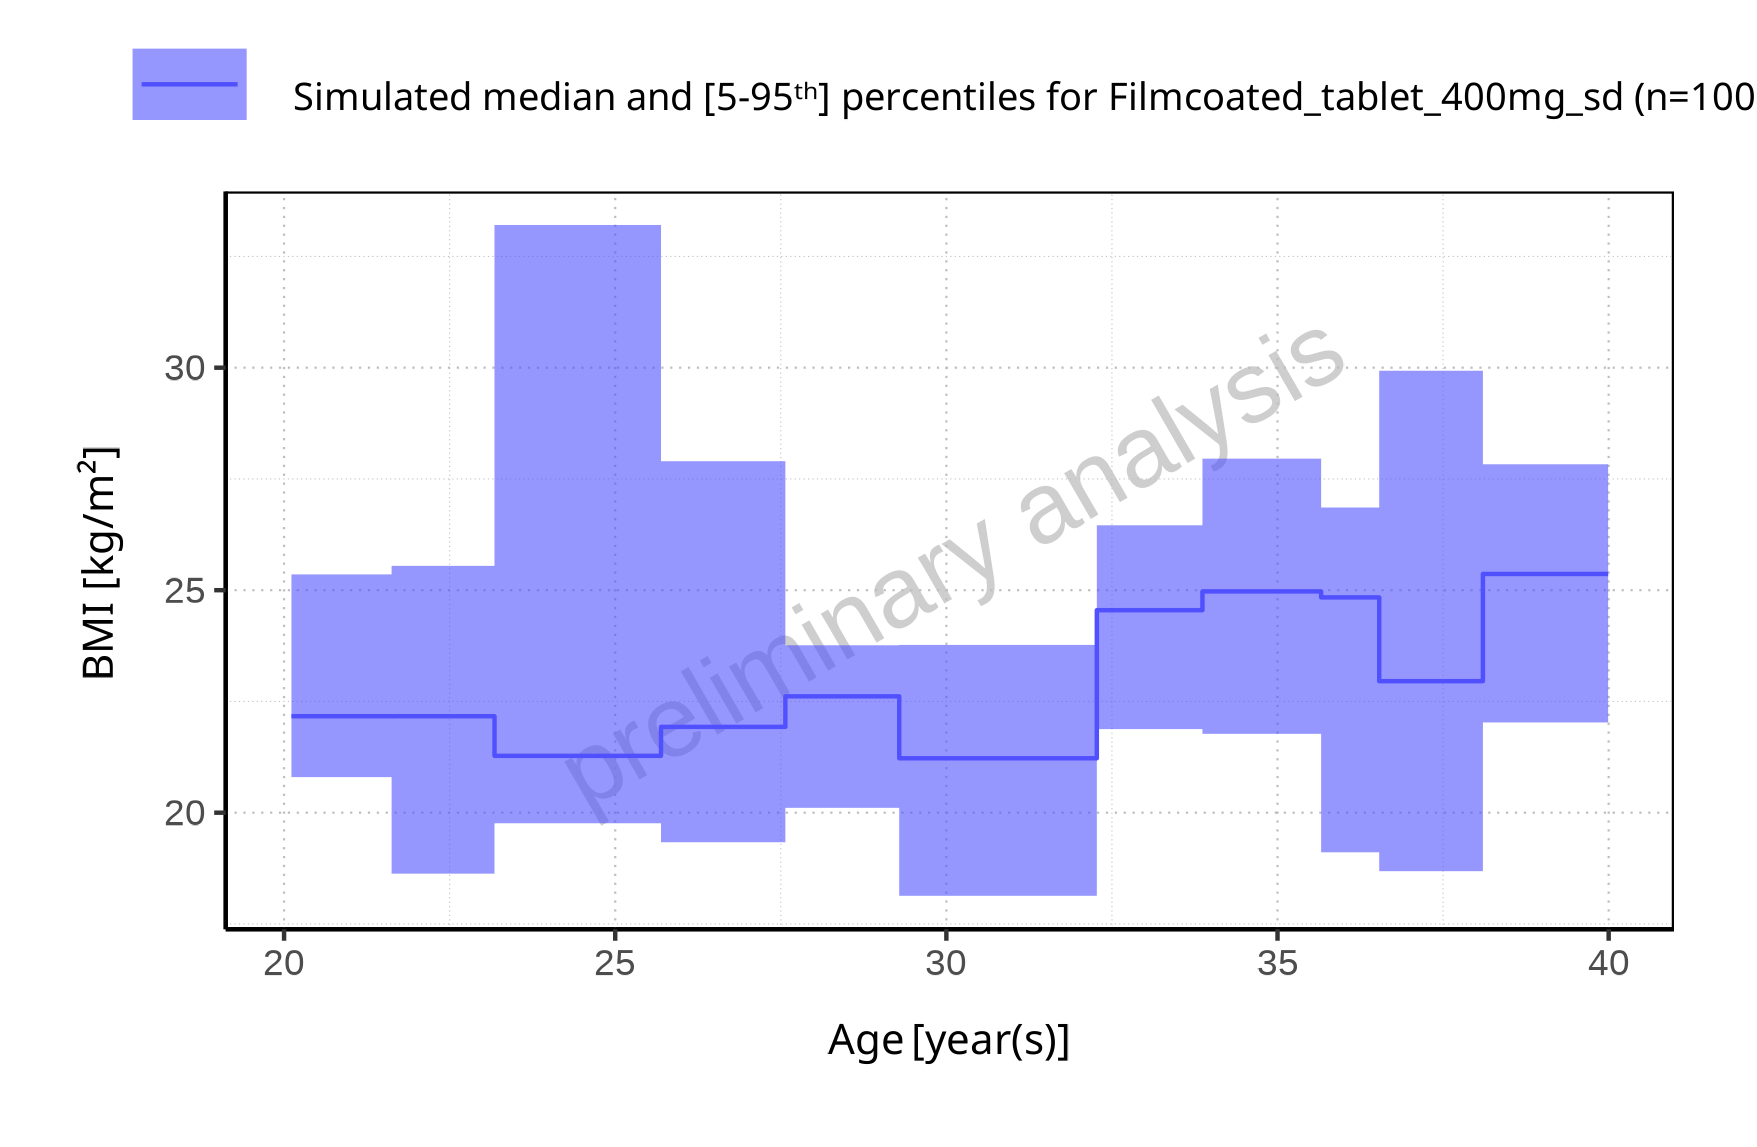 Simulated median and [5-95ᵗʰ] percentiles for Filmcoated_tablet_400mg_sd (n=100
30
25
20
BMI [kg/m²]
preliminary analysis
20 25 30 35 40
Age [year(s)]